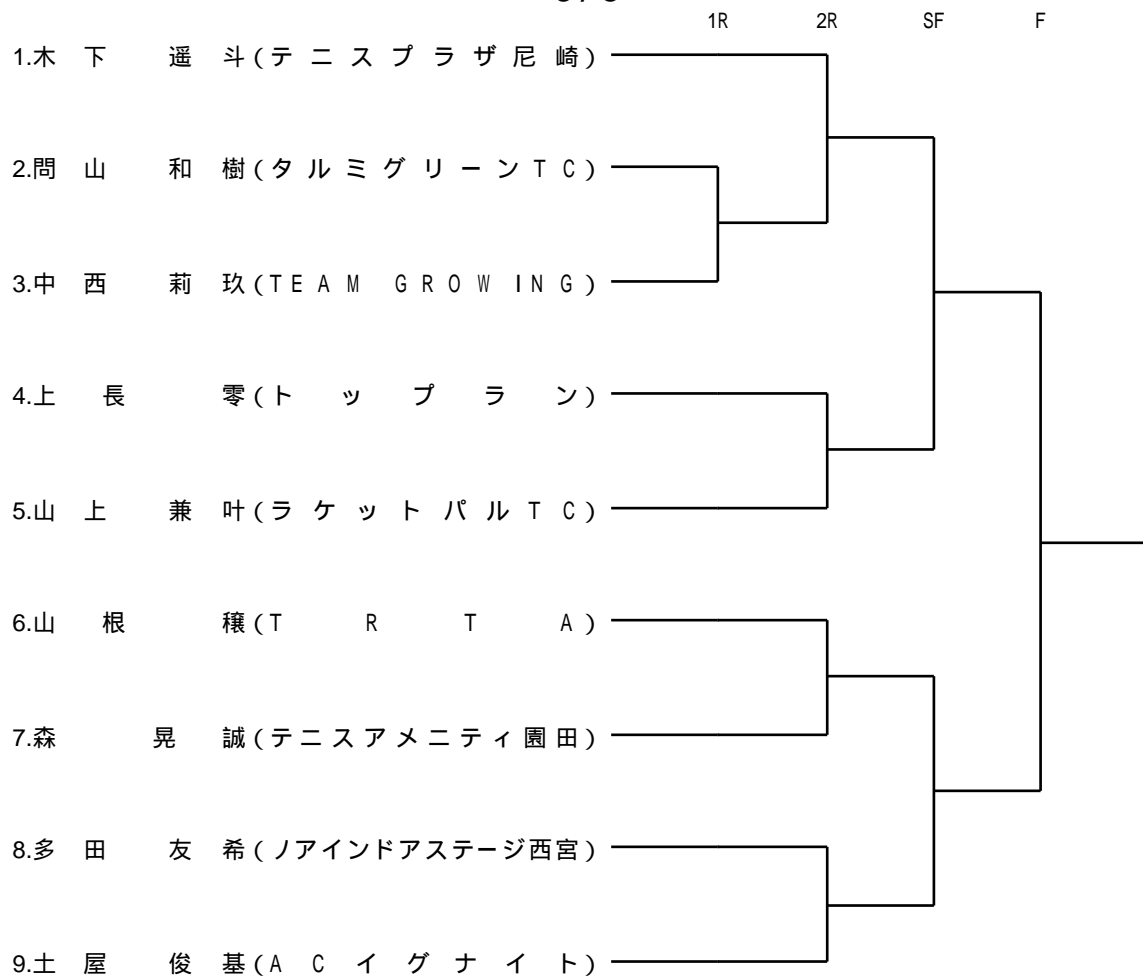 1R 2R SF F
1.木下 遥斗(テニスプラザ尼崎)
2.問山 和樹(タルミグリーンTC)
3.中西 莉玖(TEAM GROWING)
4.上長 零(トップラン)
5.山上 兼叶(ラケットパルTC)
6.山根 穣(TRTA)
7.森 晃誠(テニスアメニティ園田)
8.多田 友希(ノアインドアステージ西宮)
9.土屋 俊基(ACイグナイト)